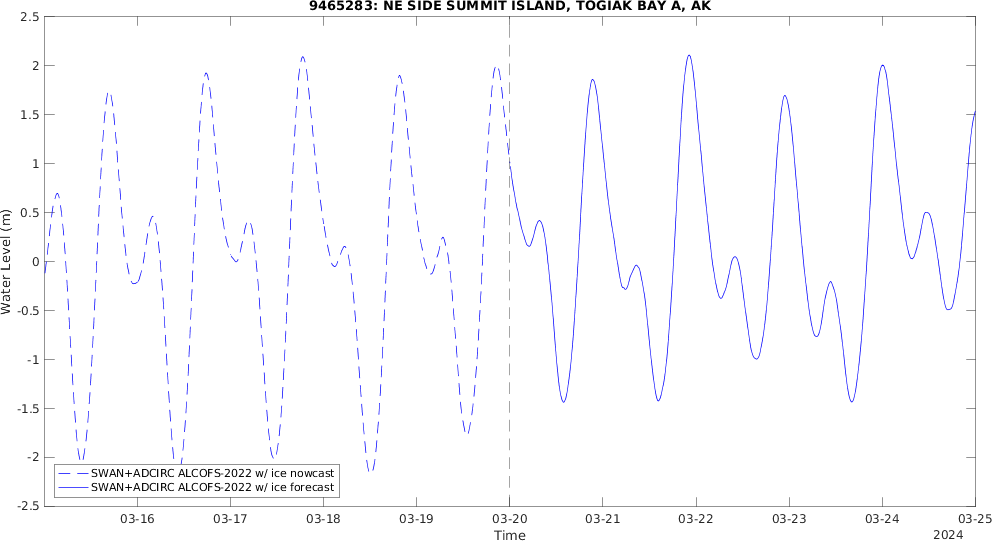 9465283: NE SIDE SUMMIT ISLAND, TOGIAK BAY A, AK
2.5
2
1.5
1
0.5
0
-0.5
-1
-1.5
-2
-2.5
Water Level (m)
SWAN+ADCIRC ALCOFS-2022 w/ ice nowcast
SWAN+ADCIRC ALCOFS-2022 w/ ice forecast
03-16 03-17 03-18 03-19 03-20 03-21 03-22 03-23 03-24 03-25
Time
2024